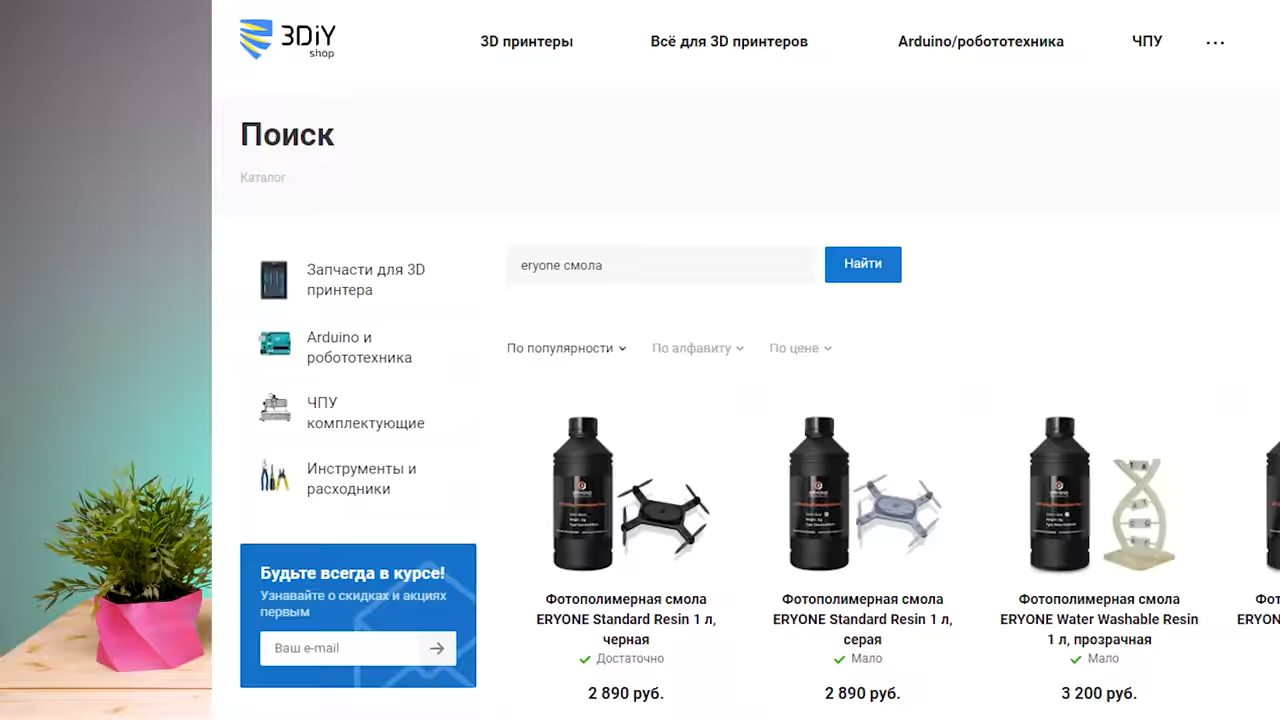 3DiY
shop
3D принтеры
Всё для 3D принтеров
Arduino/робототехника
ЧПУ
...
Поиск
Каталог
Запчасти для 3D
принтера
Arduino и
робототехника
ЧПУ
комплектующие
Инструменты и
расходники
Будьте всегда в курсе!
Узнавайте о скидках и акциях
первым
Ваш e-mail
eryone смола
Найти
По популярности
По алфавиту
По цене
Фотополимерная смола
ERYONE Standard Resin 1 л,
черная
Достаточно
2 890 руб.
Фотополимерная смола
ERYONE Standard Resin 1 л,
серая
Мало
2 890 руб.
Фотополимерная смола
ERYONE Water Washable Resin
1 л, прозрачная
Мало
3 200 руб.
Фот
ERYON